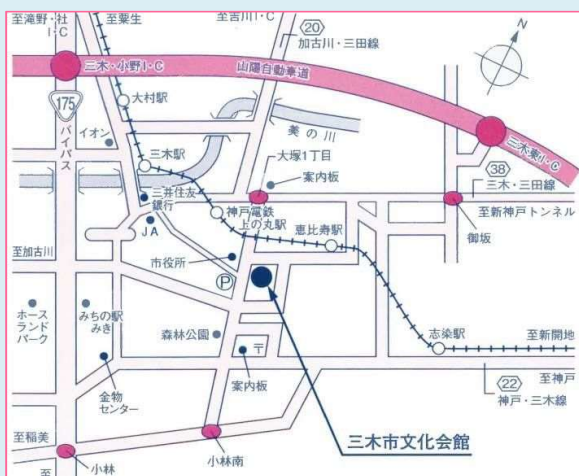 至滝野・社
I・C
至粟生
至吉川I・C
20
加古川・三田線
N
三木・小野I・C
山陽自動車道
175
バイパス
大村駅
イオン
美の川
三木東I・C
三木駅
大塚1丁目
案内板
38
三木・三田線
三井住友
銀行
神戸電鉄
上の丸駅
恵比寿駅
至新神戸トンネル
御坂
JA
至加古川
市役所
P
ホース
ランド
パーク
みちの駅
みき
森林公園
〒
志染駅
至新開地
金物
センター
案内板
至神戸
22
神戸・三木線
至稲美
三木市文化会館
小林
小林南
至